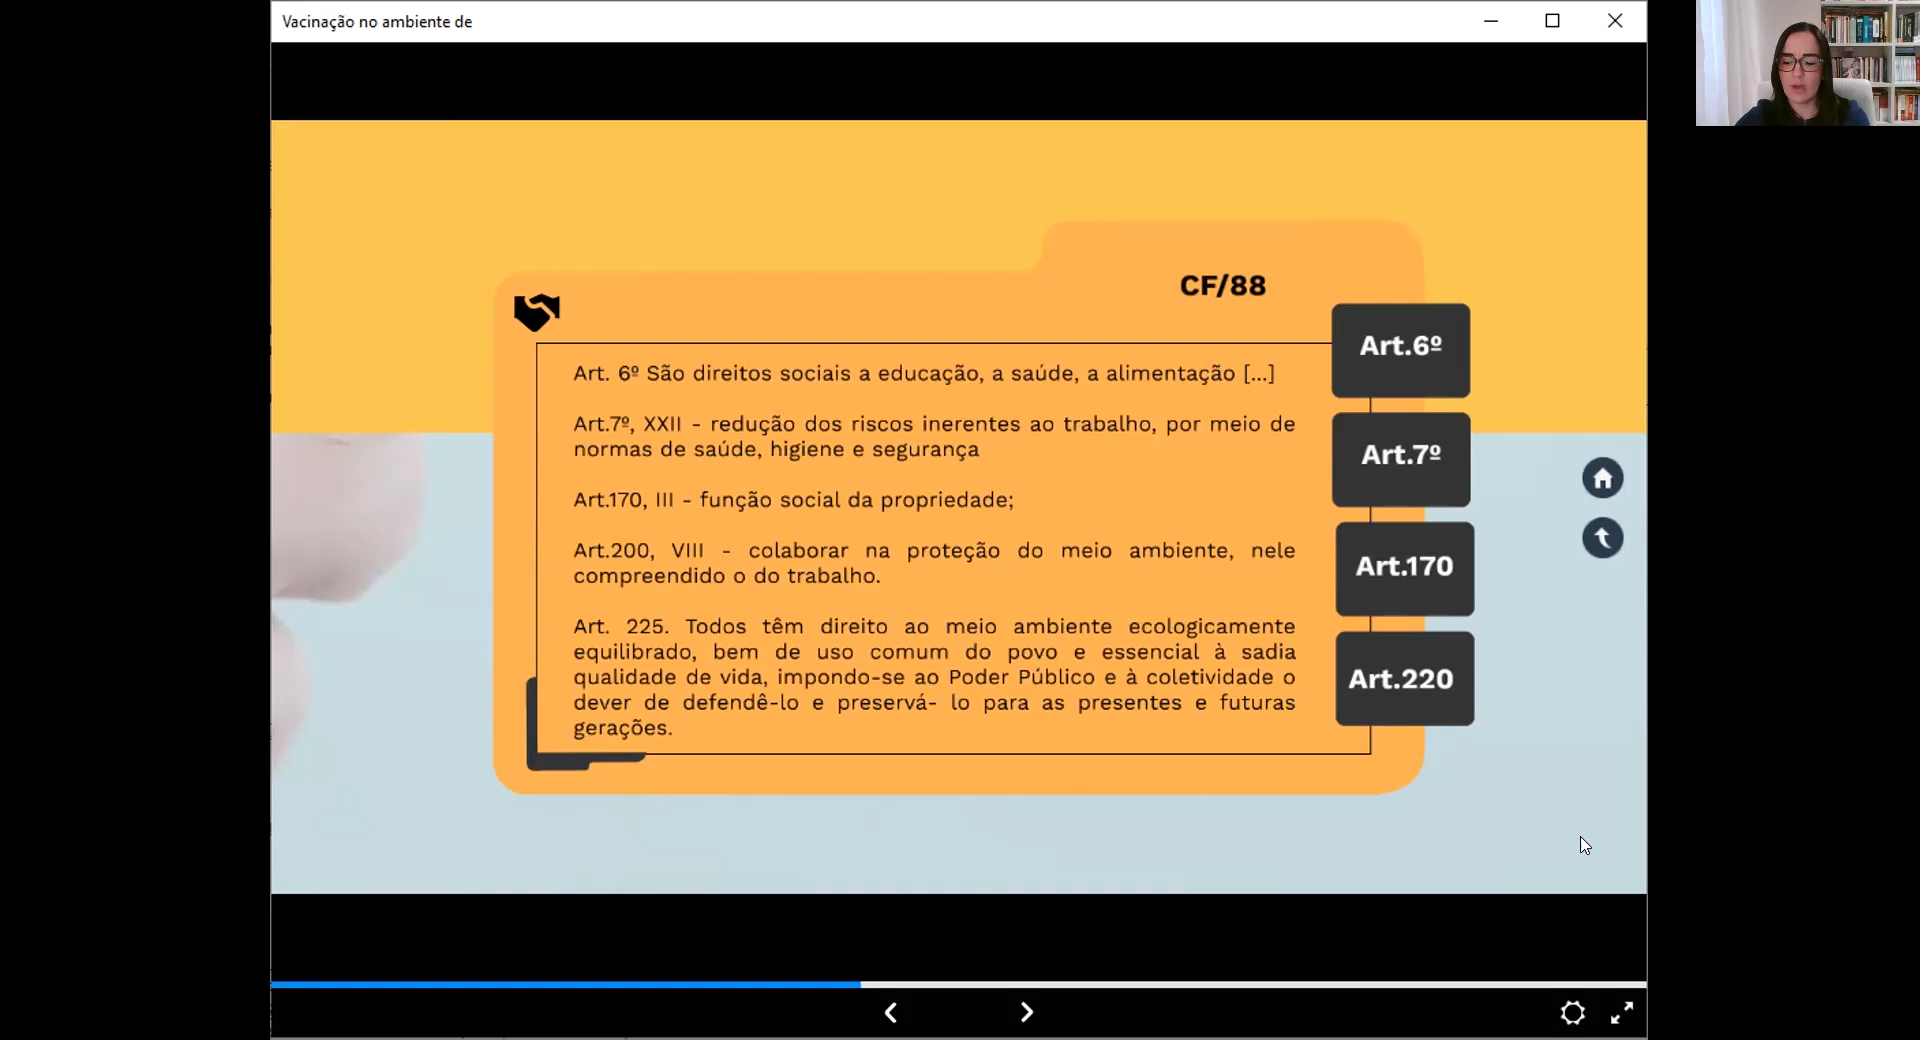 Vacinação no ambiente de
CF/88
Art. 6º São direitos sociais a educação, a saúde, a alimentação [...]
Art.7º, XXII - redução dos riscos inerentes ao trabalho, por meio de
normas de saúde, higiene e segurança
Art.170, III - função social da propriedade;
Art.200, VIII - colaborar na proteção do meio ambiente, nele
compreendido o do trabalho.
Art. 225. Todos têm direito ao meio ambiente ecologicamente
equilibrado, bem de uso comum do povo e essencial à sadia
qualidade de vida, impondo-se ao Poder Público e à coletividade o
dever de defendê-lo e preservá- lo para as presentes e futuras
gerações.
Art.6º
Art.7º
Art.170
Art.220